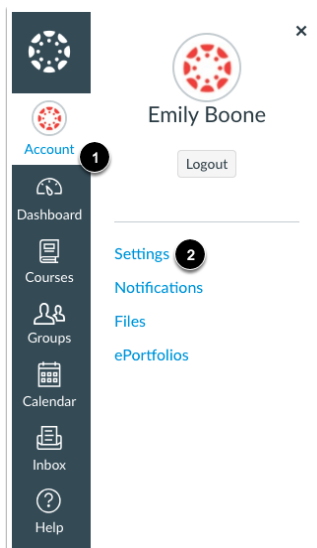 Account
1
Dashboard
Courses
Groups
Calendar
Inbox
Help
×
Emily Boone
Logout
Settings 2
Notifications
Files
ePortfolios